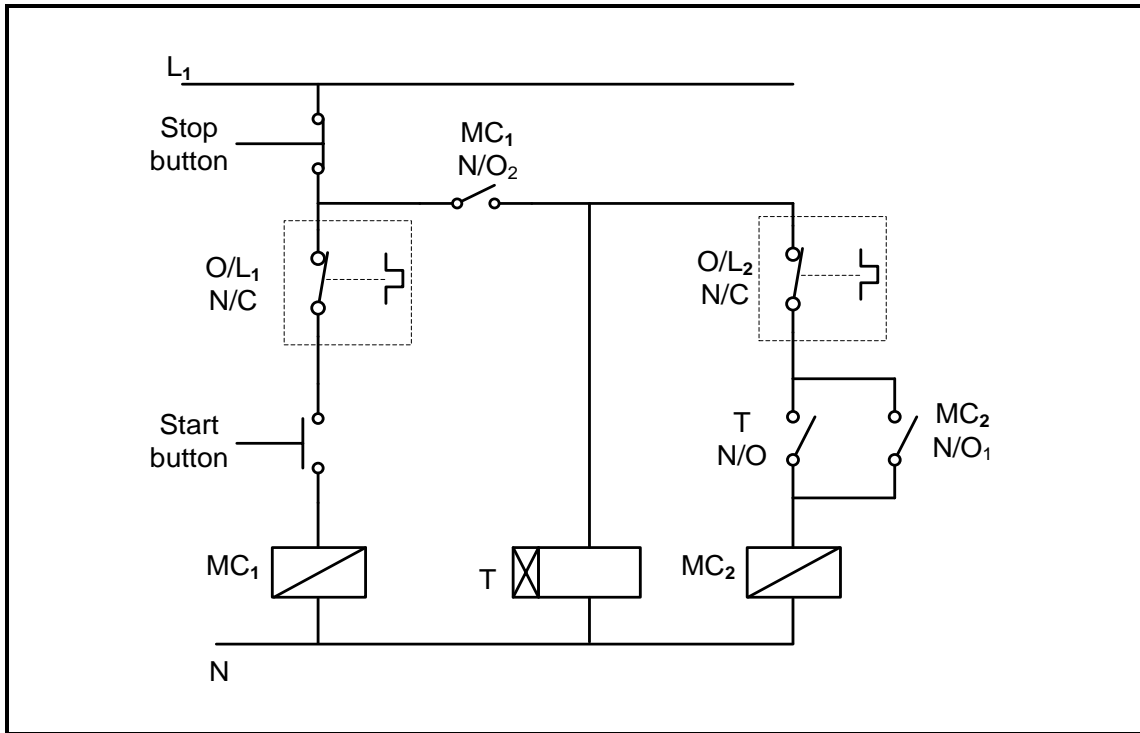 L₁
Stop
button
MC₁
N/O₂
O/L₁
N/C
O/L₂
N/C
Start
button
T
N/O
MC₂
N/O₁
MC₁
T
MC₂
N